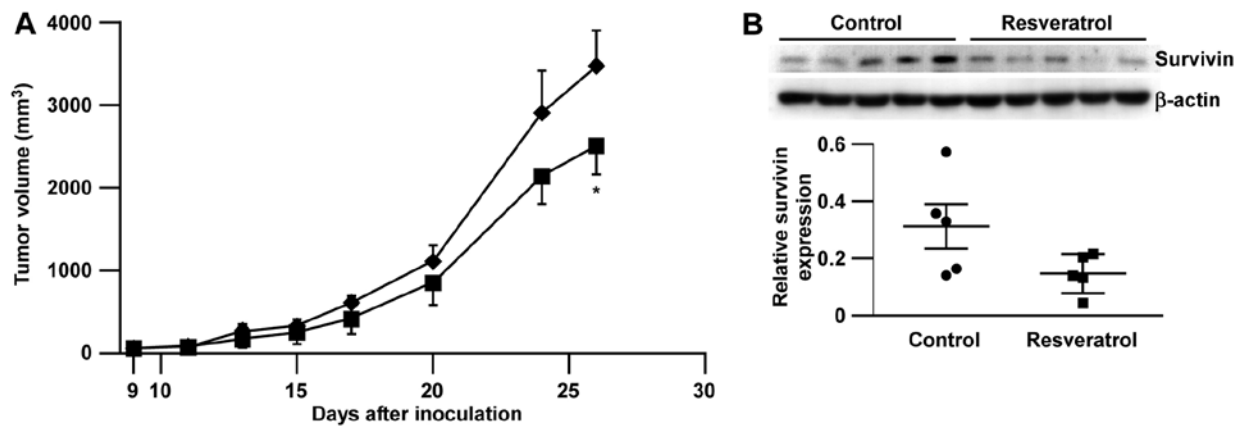 A
Tumor volume (mm³)
4000
3000
2000
1000
0
*
9 10 15 20 25 30
Days after inoculation
B
Control Resveratrol
Survivin
β-actin
Relative survivin
expression
0.6
0.4
0.2
0
Control Resveratrol